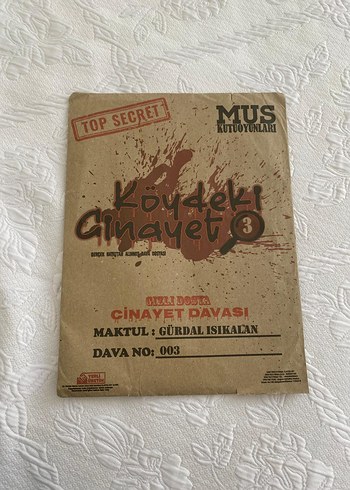 TOP SECRET
MUS
KUTUOYUNLARI
Köydeki
Cinayet 3
GİZLİ DOSYA
CİNAYET DAVASI
MAKTUL : GÜRDAL IŞIKALAN
DAVA NO: 003